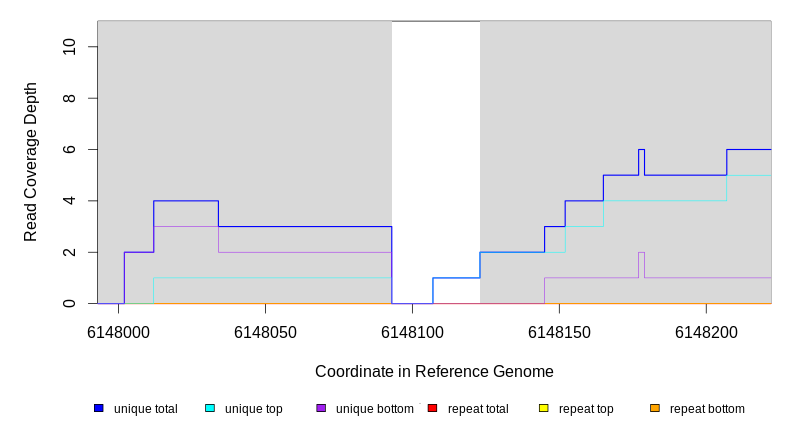 Read Coverage Depth
10
8
6
4
2
0
6148000 6148050 6148100 6148150 6148200
Coordinate in Reference Genome
unique total unique top unique bottom repeat total repeat top repeat bottom